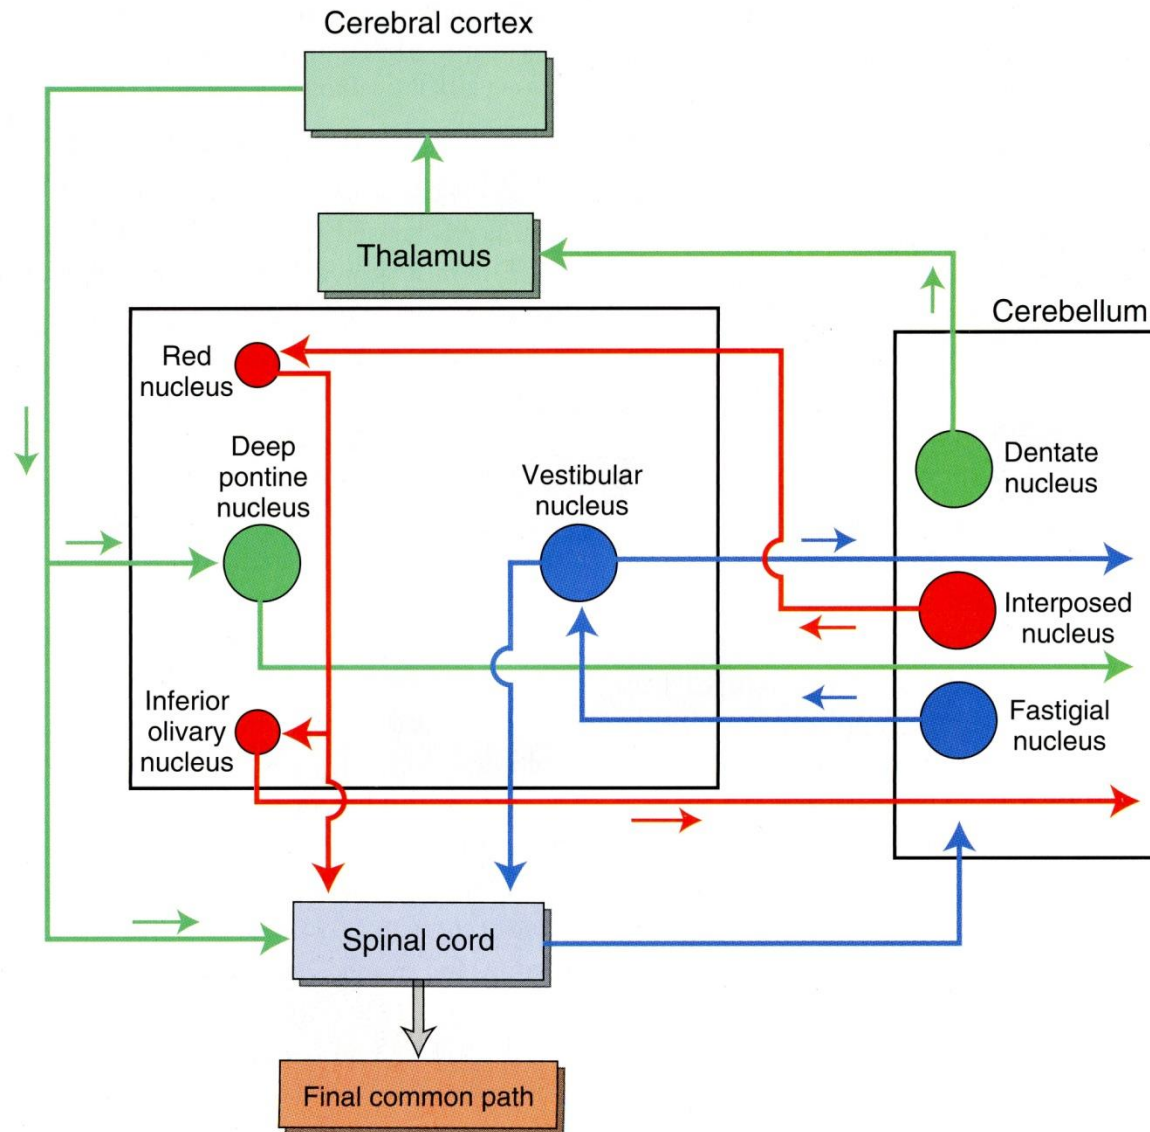 Cerebral cortex
Thalamus
Cerebellum
Red
nucleus
Deep
pontine
nucleus
Vestibular
nucleus
Dentate
nucleus
Interposed
nucleus
Inferior
olivary
nucleus
Fastigial
nucleus
Spinal cord
Final common path